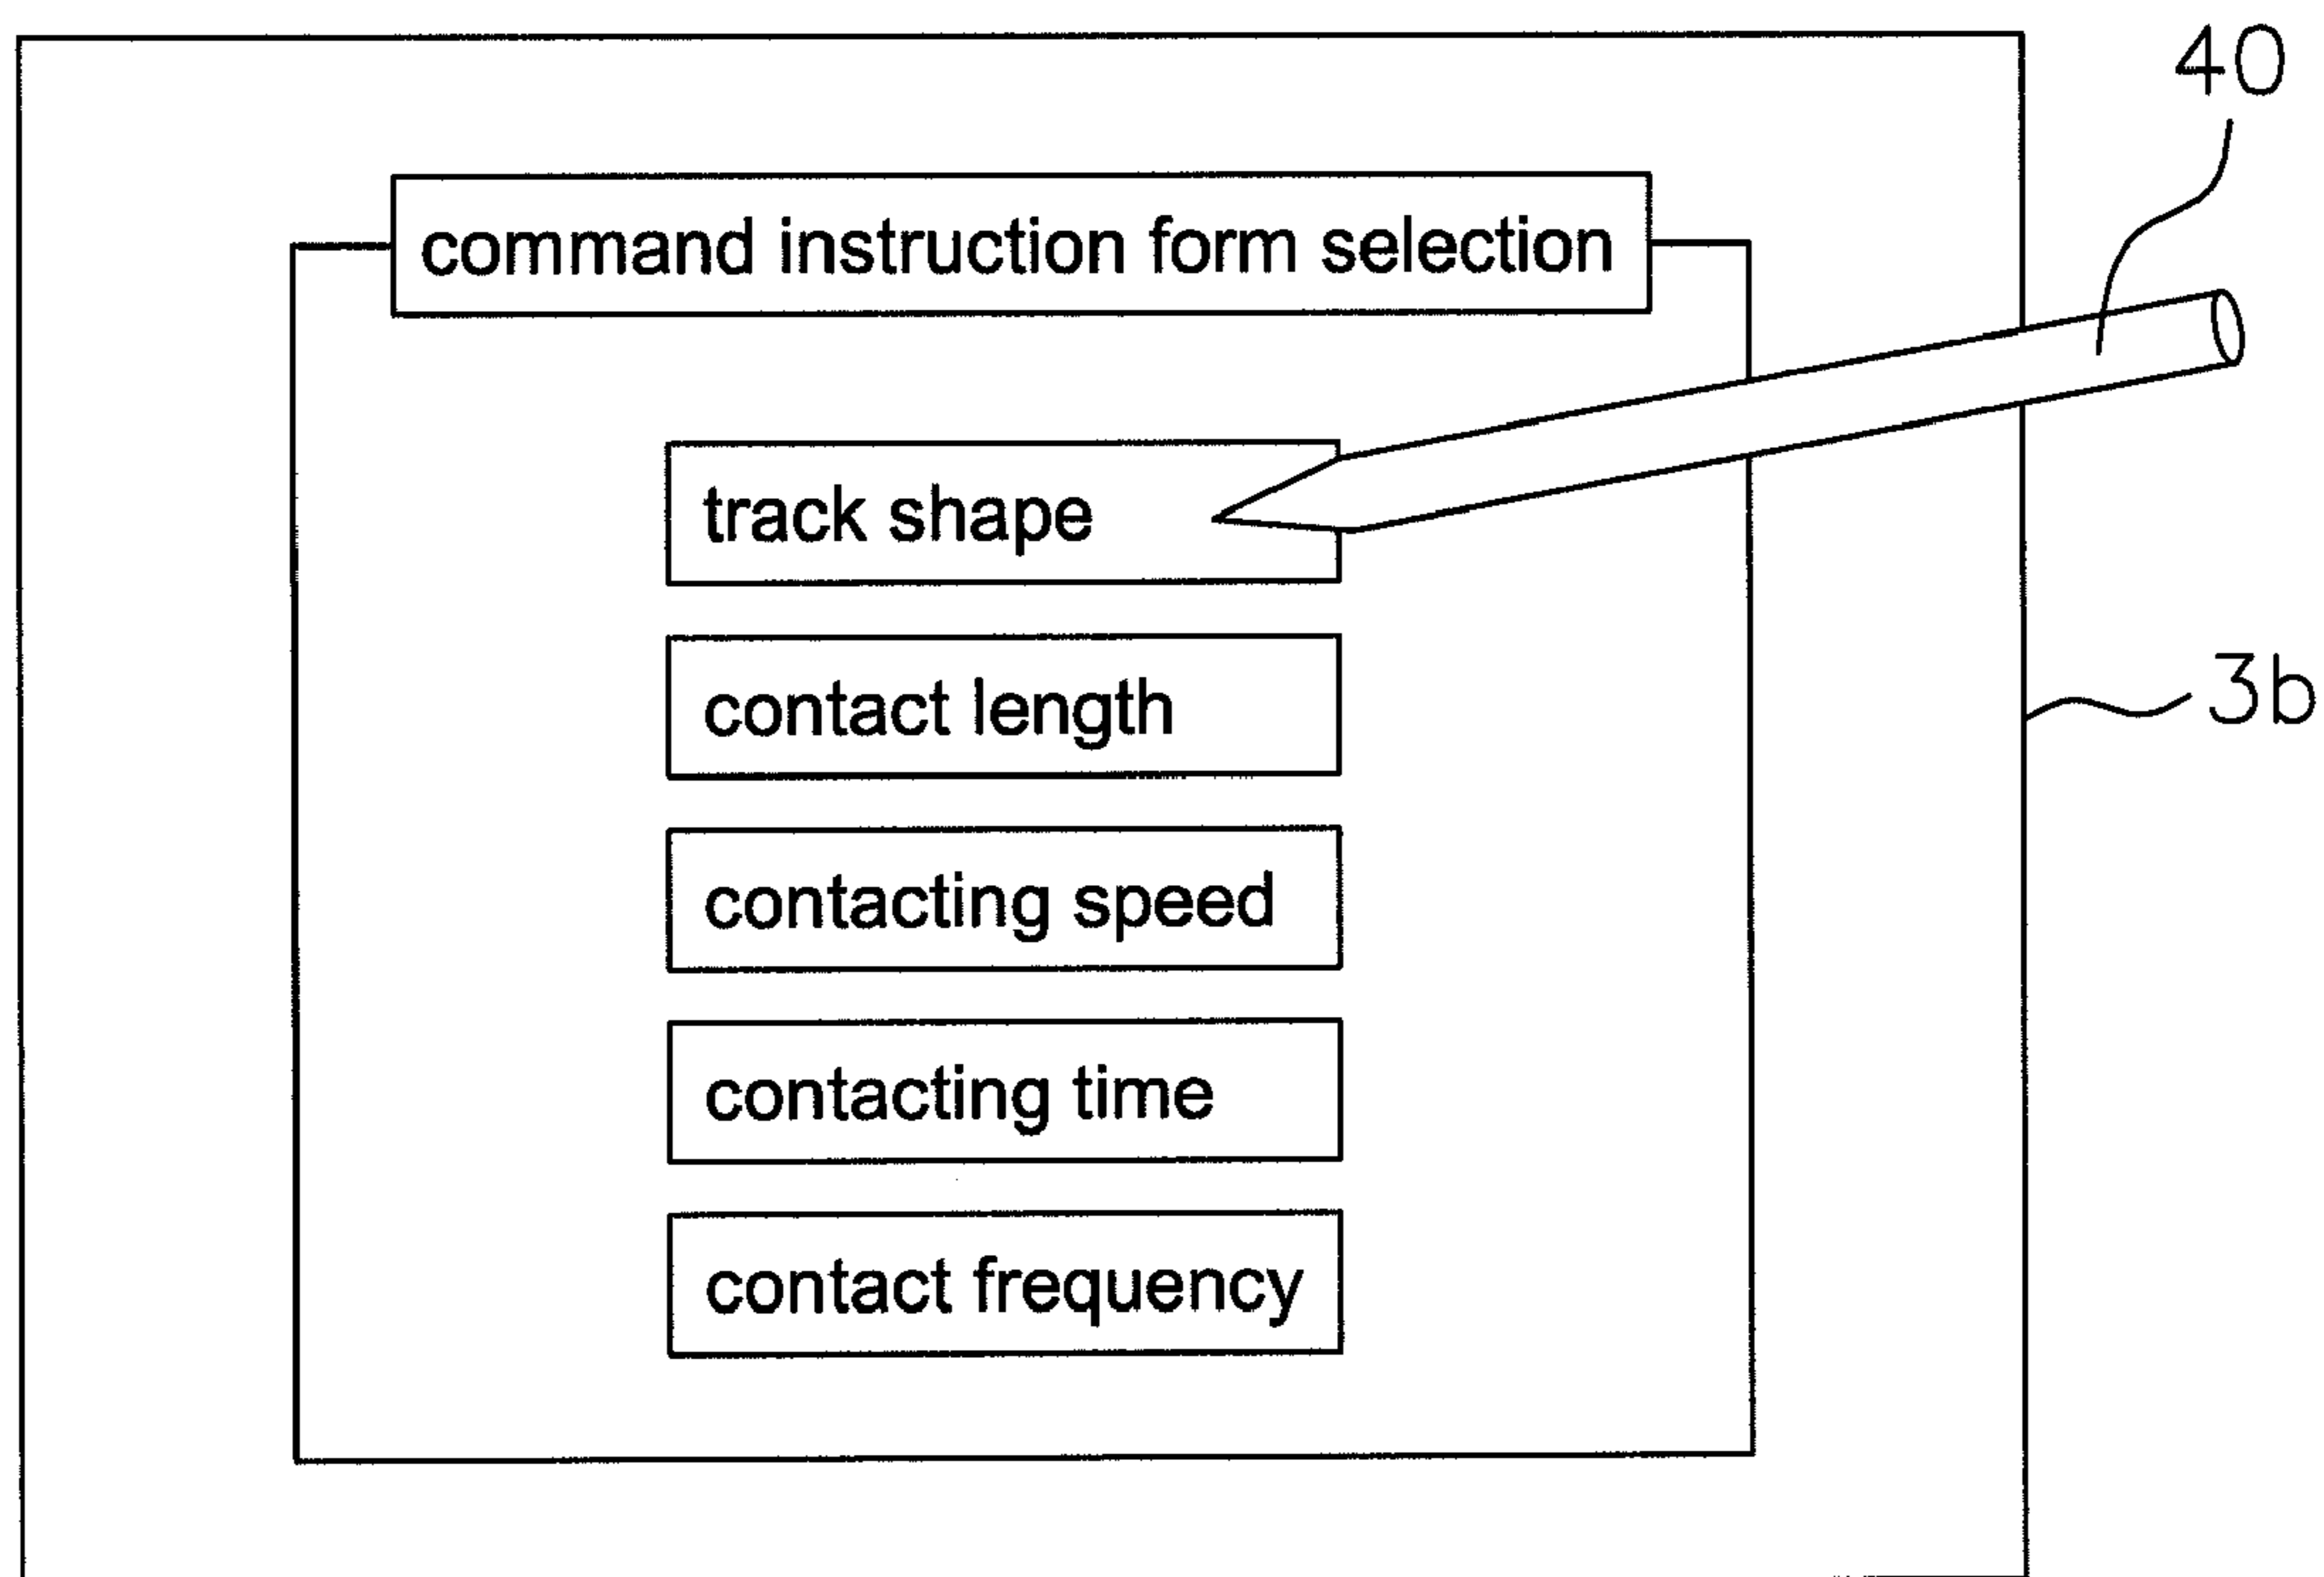 40
command instruction form selection
track shape
contact length
3b
contacting speed
contacting time
contact frequency